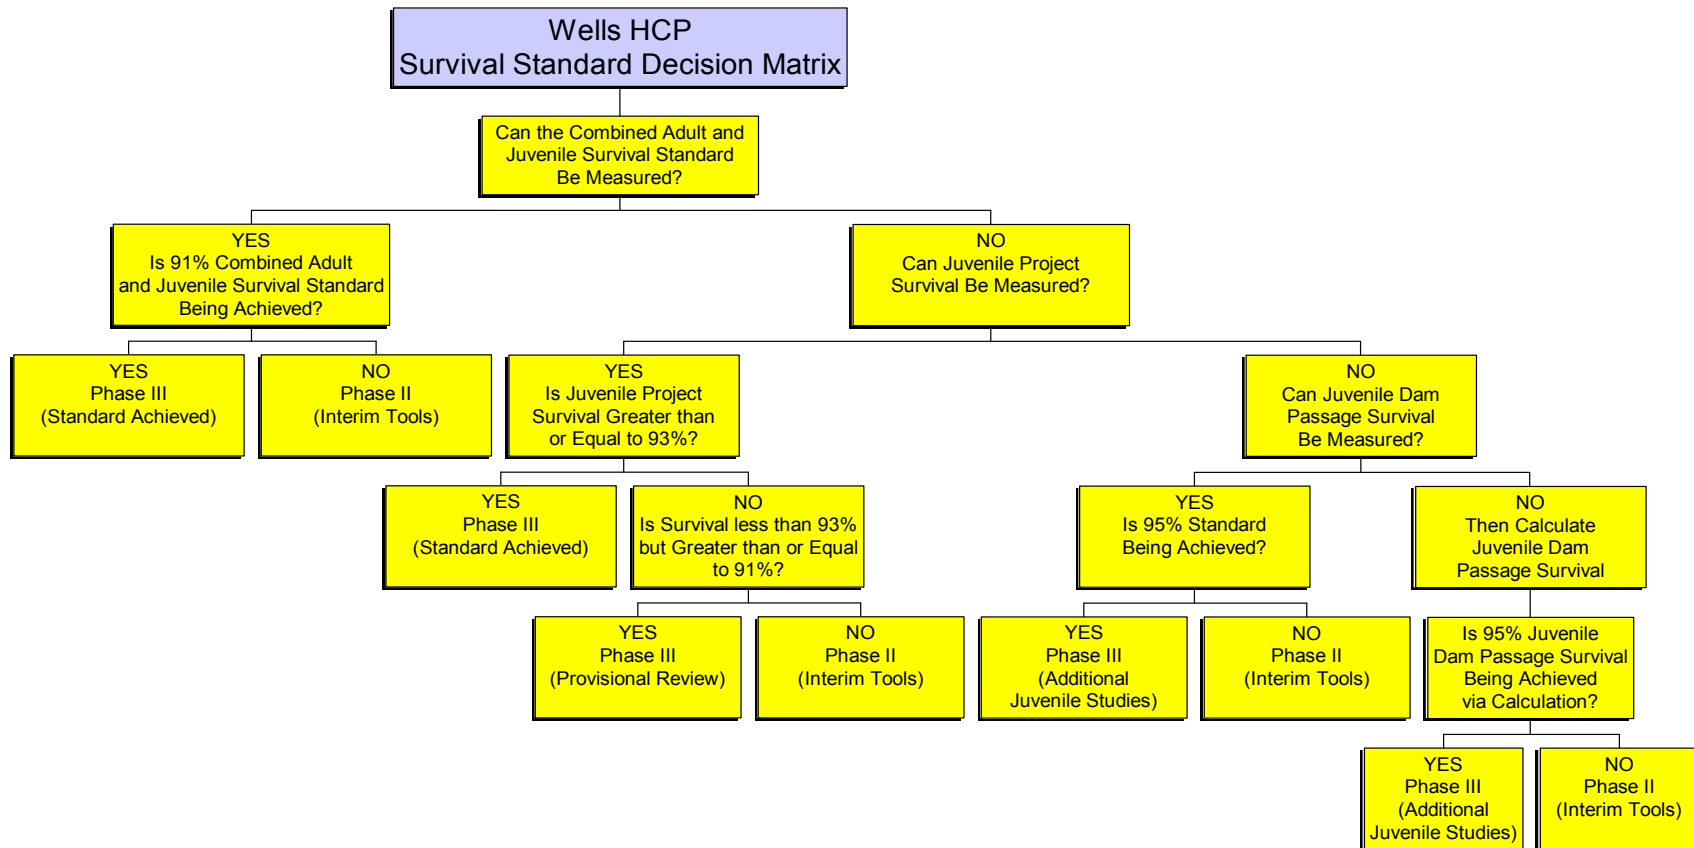 Wells HCP
Survival Standard Decision Matrix
Can the Combined Adult and
Juvenile Survival Standard
Be Measured?
YES
Is 91% Combined Adult
and Juvenile Survival Standard
Being Achieved?
NO
Can Juvenile Project
Survival Be Measured?
YES
Phase III
(Standard Achieved)
NO
Phase II
(Interim Tools)
YES
Is Juvenile Project
Survival Greater than
or Equal to 93%?
NO
Can Juvenile Dam
Passage Survival
Be Measured?
YES
Phase III
(Standard Achieved)
NO
Is Survival less than 93%
but Greater than or Equal
to 91%?
YES
Is 95% Standard
Being Achieved?
NO
Then Calculate
Juvenile Dam
Passage Survival
YES
Phase III
(Provisional Review)
NO
Phase II
(Interim Tools)
YES
Phase III
(Additional
Juvenile Studies)
NO
Phase II
(Interim Tools)
Is 95% Juvenile
Dam Passage Survival
Being Achieved
via Calculation?
YES
Phase III
(Additional
Juvenile Studies)
NO
Phase II
(Interim Tools)